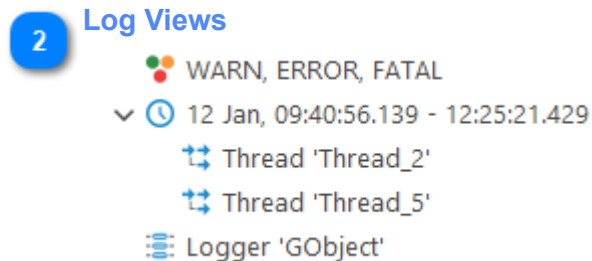 2
Log Views
WARN, ERROR, FATAL
12 Jan, 09:40:56.139 - 12:25:21.429
Thread 'Thread_2'
Thread 'Thread_5'
Logger 'GObject'